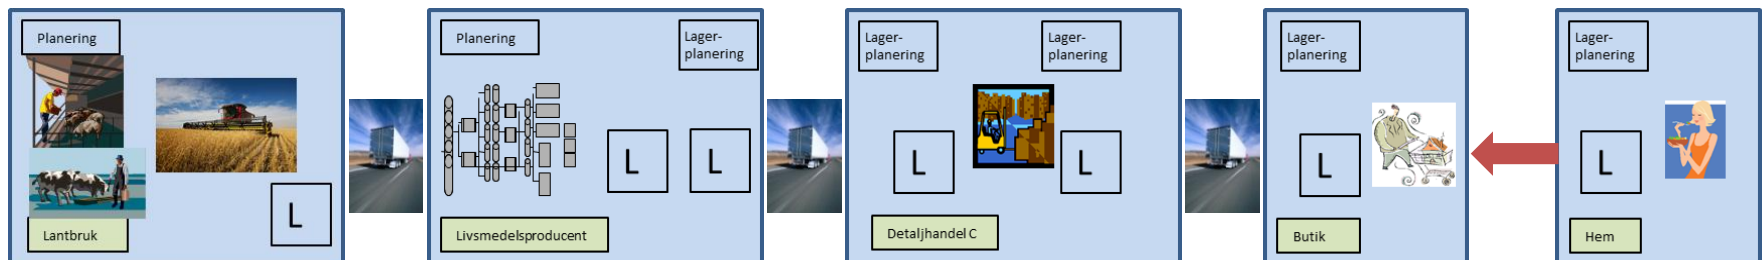 Planering
L
Lantbruk
Planering
Lager-
planering
L
L
Livsmedelsproducent
Lager-
planering
Lager-
planering
L
L
Detaljhandel C
Lager-
planering
L
Butik
Lager-
planering
L
Hem